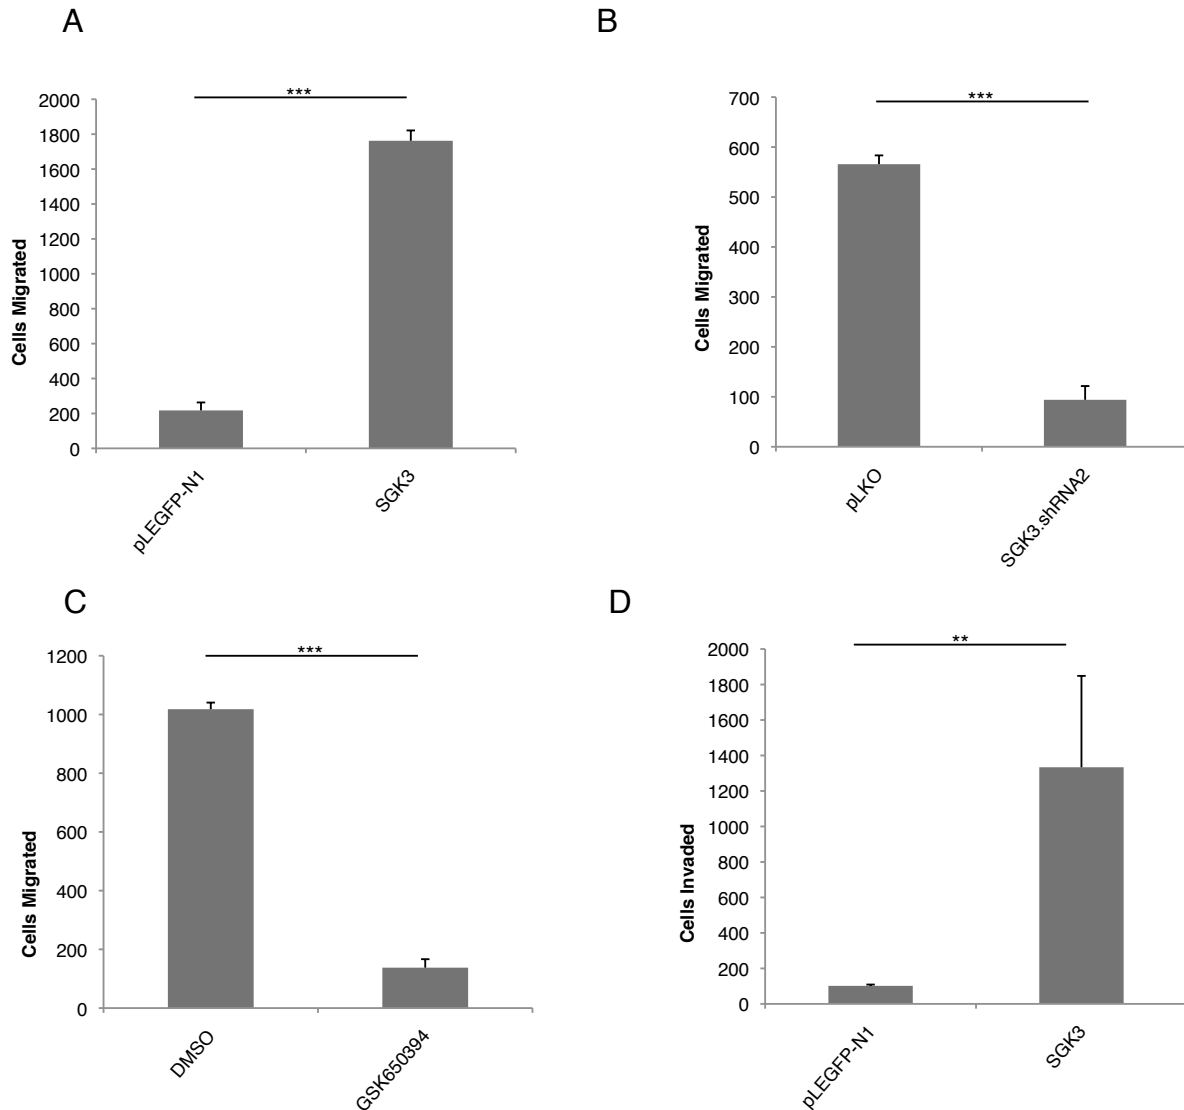 A
***
2000
1800
1600
1400
1200
1000
800
600
400
200
0
Cells Migrated
pLEGFP-N1
SGK3
B
***
700
600
500
400
300
200
100
0
Cells Migrated
pLKO
SGK3.shRNA2
C
***
1200
1000
800
600
400
200
0
Cells Migrated
DMSO
GSK650394
D
**
2000
1800
1600
1400
1200
1000
800
600
400
200
0
Cells Invaded
pLEGFP-N1
SGK3